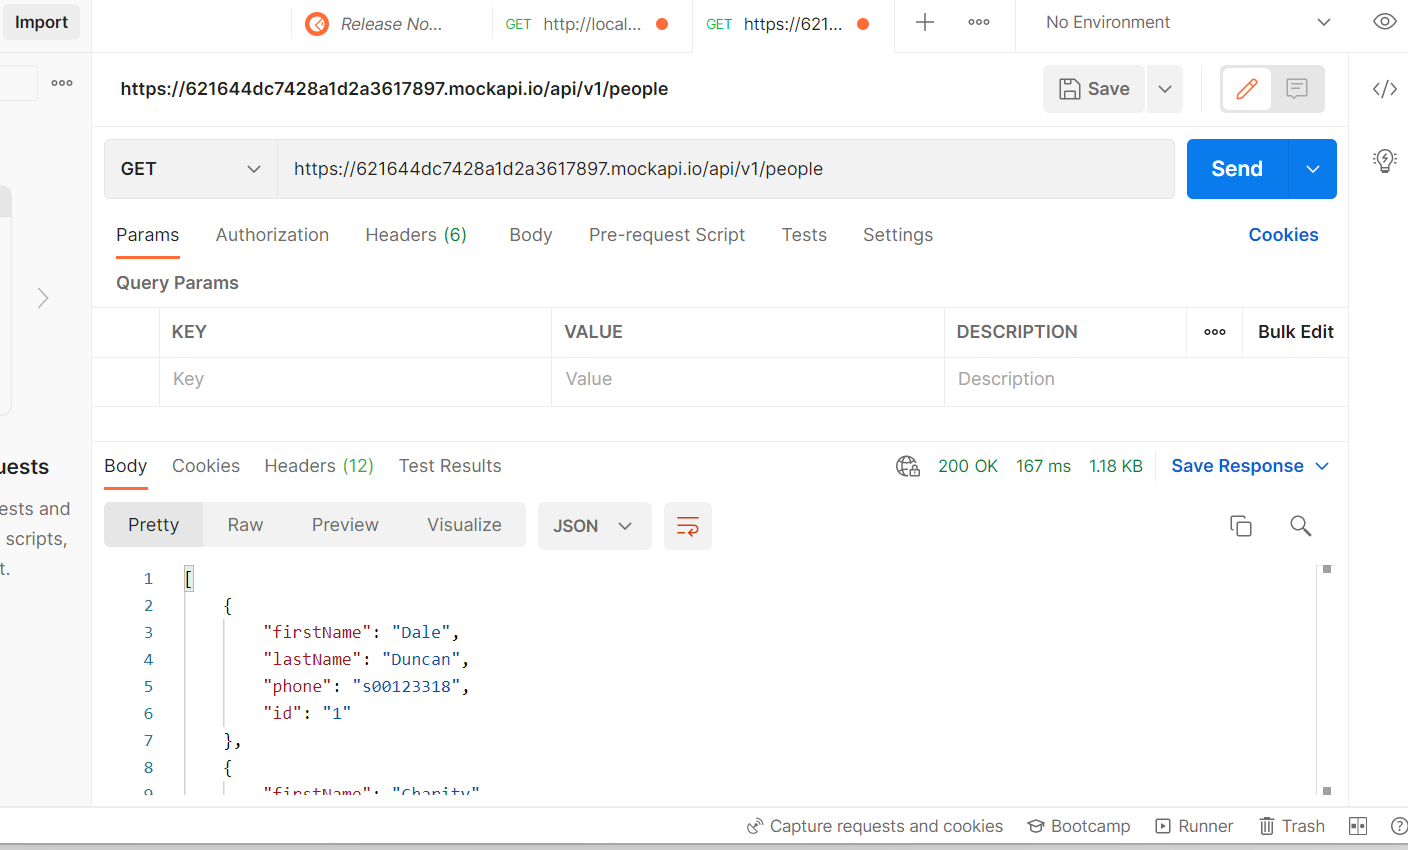 Import
Release No...
GET http://local...
GET https://621...
No Environment
https://621644dc7428a1d2a3617897.mockapi.io/api/v1/people
Save
GET
https://621644dc7428a1d2a3617897.mockapi.io/api/v1/people
Send
Params Authorization Headers (6) Body Pre-request Script Tests Settings Cookies
Query Params
KEY VALUE DESCRIPTION Bulk Edit
Key Value Description
uests
ests and
scripts,
t.
Body Cookies Headers (12) Test Results 200 OK 167 ms 1.18 KB Save Response
Pretty Raw Preview Visualize JSON
1 [
2 {
3 "firstName": "Dale",
4 "lastName": "Duncan",
5 "phone": "s00123318",
6 "id": "1"
7 },
8 {
9 "firstName": "Charity"
Capture requests and cookies Bootcamp Runner Trash